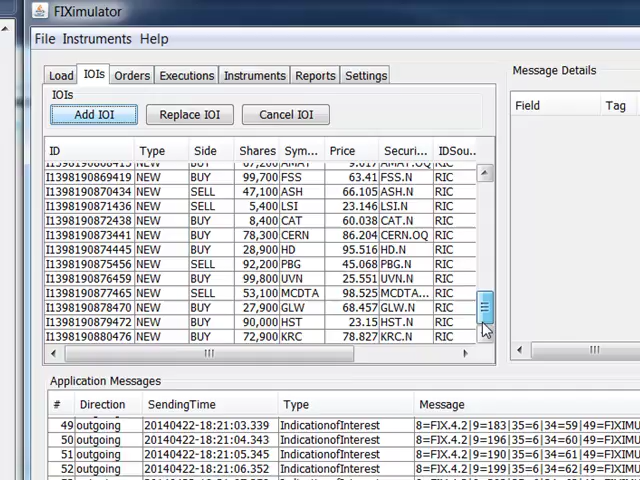 FIXimulator
File Instruments Help
Load IOIs Orders Executions Instruments Reports Settings
Message Details
IOIs
Add IOI Replace IOI Cancel IOI
Field Tag
ID Type Side Shares Sym... Price Securi... IDSou...
I1398190868415 NEW BUY 67,200 AMAT 9.017 AMAT.OQ RIC
I1398190869419 NEW BUY 99,700 FSS 63.41 FSS.N RIC
I1398190870434 NEW SELL 47,100 ASH 66.105 ASH.N RIC
I1398190871436 NEW SELL 5,400 LSI 23.146 LSI.N RIC
I1398190872438 NEW BUY 8,400 CAT 60.038 CAT.N RIC
I1398190873441 NEW BUY 78,300 CERN 86.204 CERN.OQ RIC
I1398190874445 NEW BUY 28,900 HD 95.516 HD.N RIC
I1398190875456 NEW SELL 92,200 PBG 45.068 PBG.N RIC
I1398190876459 NEW BUY 99,800 UVN 25.551 UVN.N RIC
I1398190877465 NEW SELL 53,100 MCDTA 98.525 MCDTA... RIC
I1398190878470 NEW BUY 27,900 GLW 68.457 GLW.N RIC
I1398190879472 NEW BUY 90,000 HST 23.15 HST.N RIC
I1398190880476 NEW BUY 72,900 KRC 78.827 KRC.N RIC
Application Messages
# Direction SendingTime Type Message
49 outgoing 20140422-18:21:03.339 IndicationofInterest 8=FIX.4.2|9=183|35=6|34=59|49=FIXIMU
50 outgoing 20140422-18:21:04.343 IndicationofInterest 8=FIX.4.2|9=196|35=6|34=60|49=FIXIMU
51 outgoing 20140422-18:21:05.345 IndicationofInterest 8=FIX.4.2|9=190|35=6|34=61|49=FIXIMU
52 outgoing 20140422-18:21:06.352 IndicationofInterest 8=FIX.4.2|9=199|35=6|34=62|49=FIXIMU